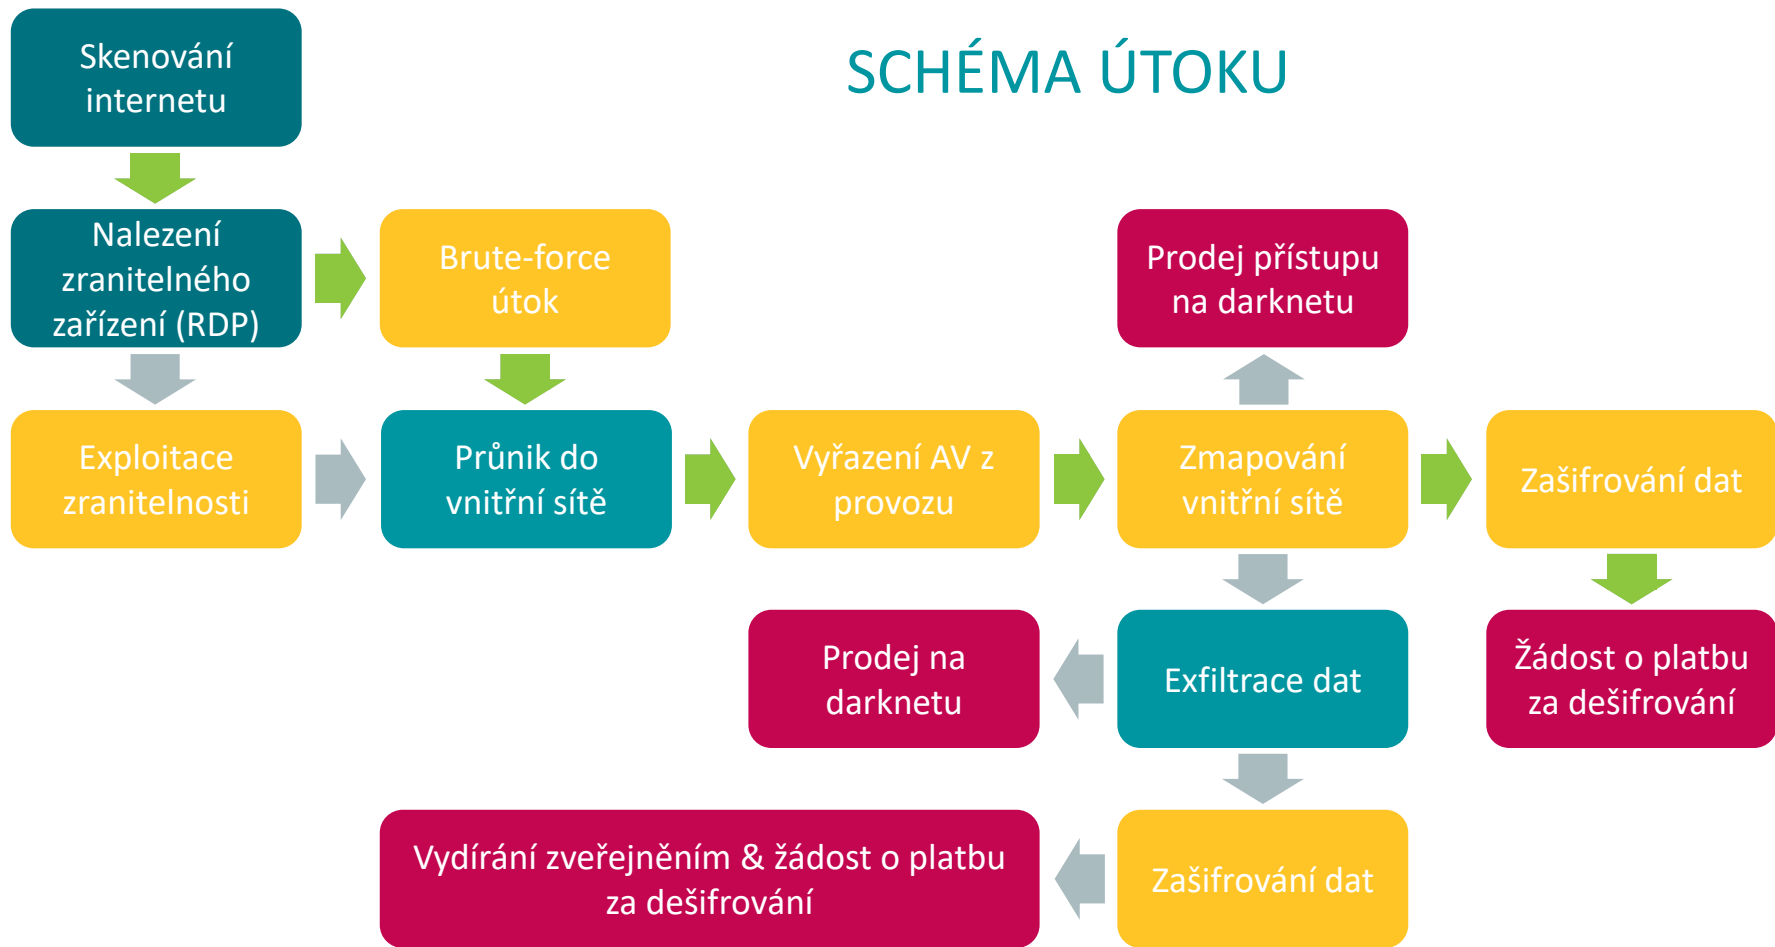 SCHÉMA ÚTOKU
Skenování
internetu
Nalezení
zranitelného
zařízení (RDP)
Brute-force
útok
Prodej přístupu
na darknetu
Exploitace
zranitelnosti
Průnik do
vnitřní sítě
Vyřazení AV z
provozu
Zmapování
vnitřní sítě
Zašifrování dat
Prodej na
darknetu
Exfiltrace dat
Žádost o platbu
za dešifrování
Vydírání zveřejněním & žádost o platbu
za dešifrování
Zašifrování dat